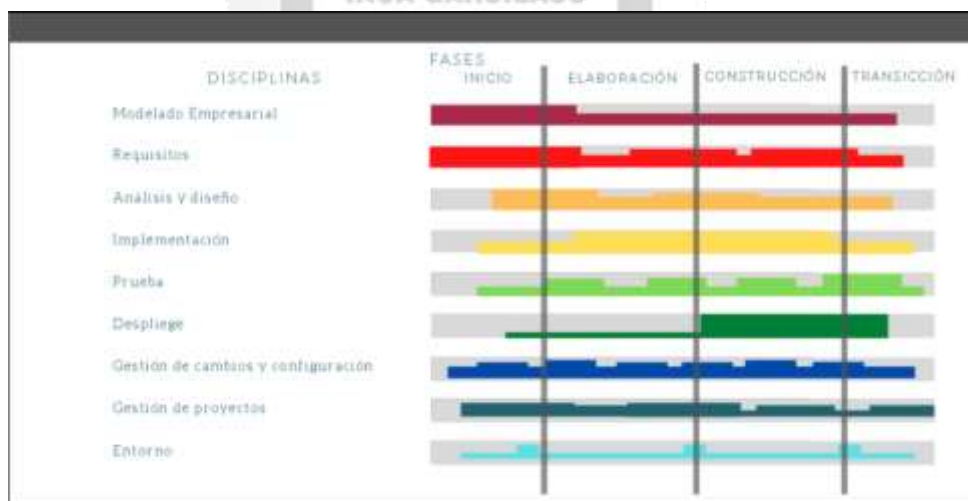 FASES
DISCIPLINAS INICIO ELABORACIÓN CONSTRUCCIÓN TRANSICCIÓN
Modelado Empresarial
Requisitos
Análisis y diseño
Implementación
Prueba
Despliege
Gestión de cambios y configuración
Gestión de proyectos
Entorno